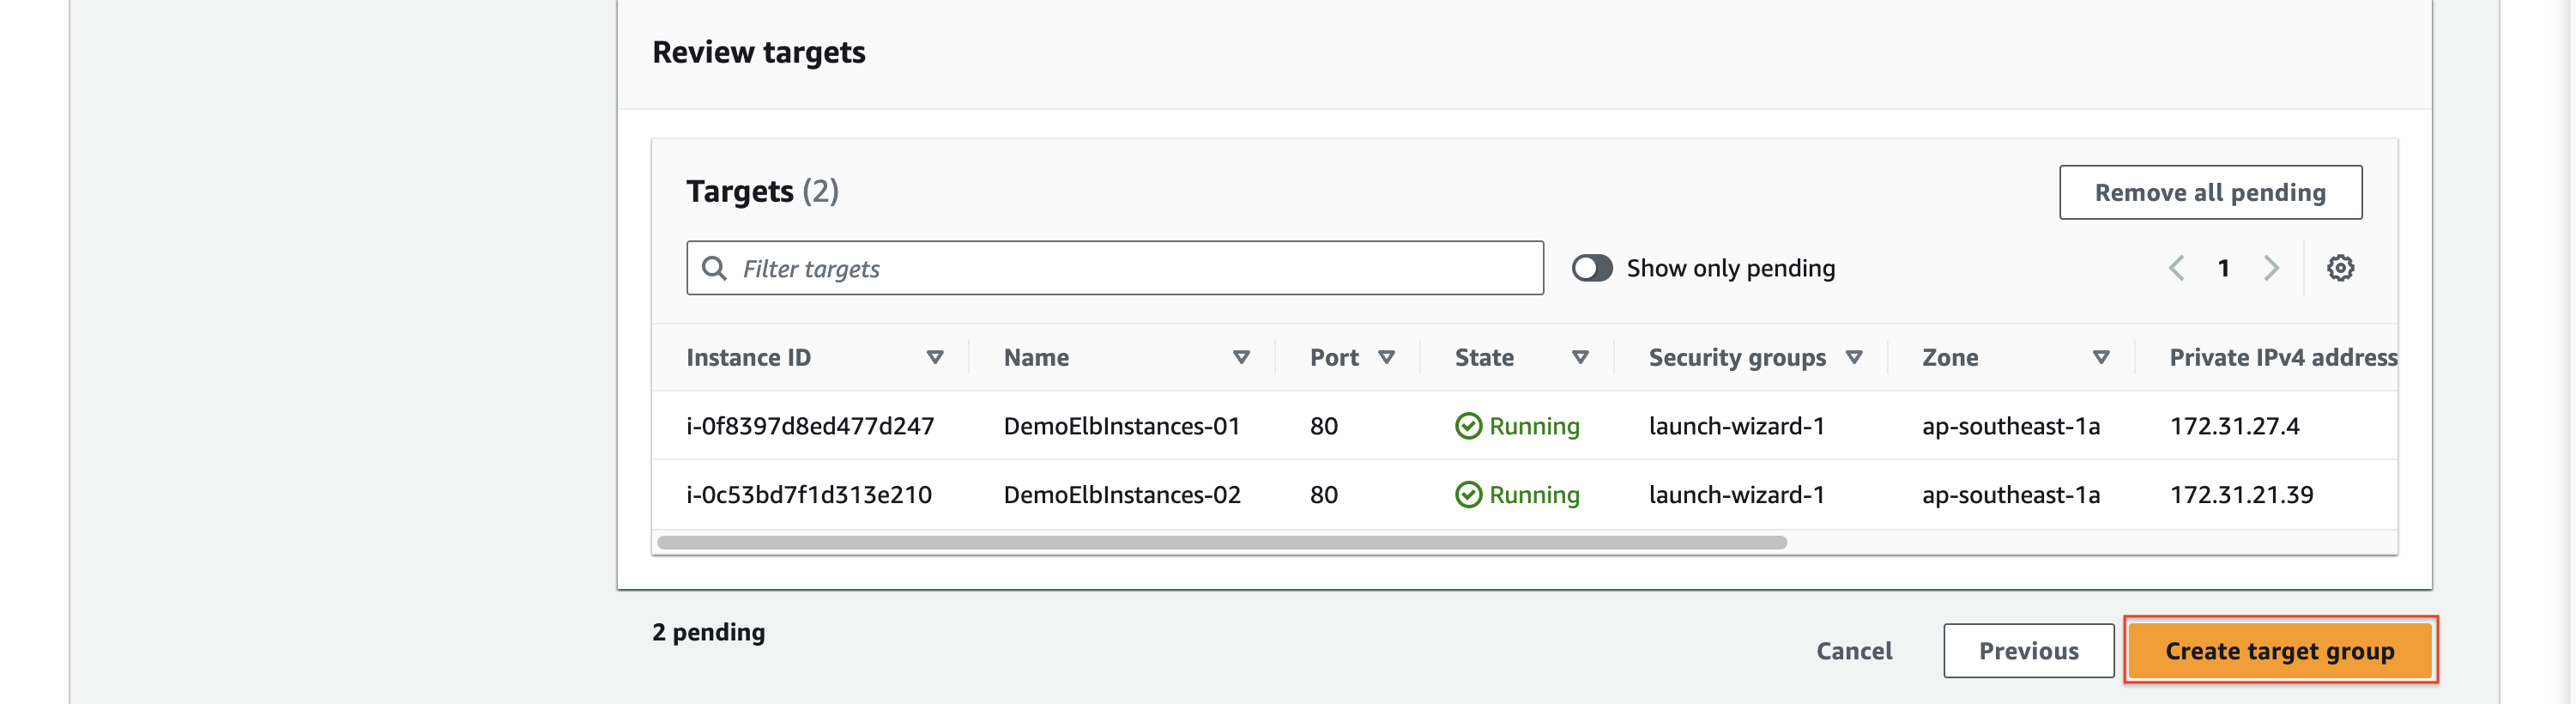 Review targets
Targets (2)
Remove all pending
Filter targets
Show only pending
1
Instance ID Name Port State Security groups Zone Private IPv4 address
i-0f8397d8ed477d247 DemoElbInstances-01 80 Running launch-wizard-1 ap-southeast-1a 172.31.27.4
i-0c53bd7f1d313e210 DemoElbInstances-02 80 Running launch-wizard-1 ap-southeast-1a 172.31.21.39
2 pending
Cancel Previous Create target group